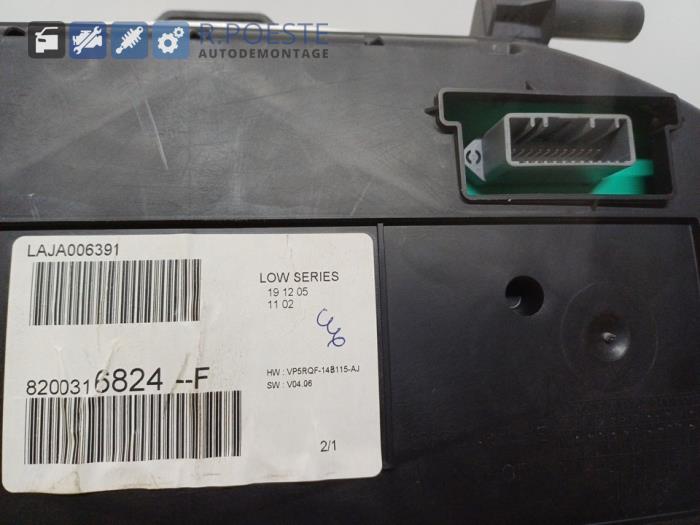 R.POESTE
AUTODEMONTAGE
LAJA006391
LOW SERIES
19 12 05
11 02
HW : VP5RQF-14B115-AJ
SW : V04.06
8200316824 --F
2/1